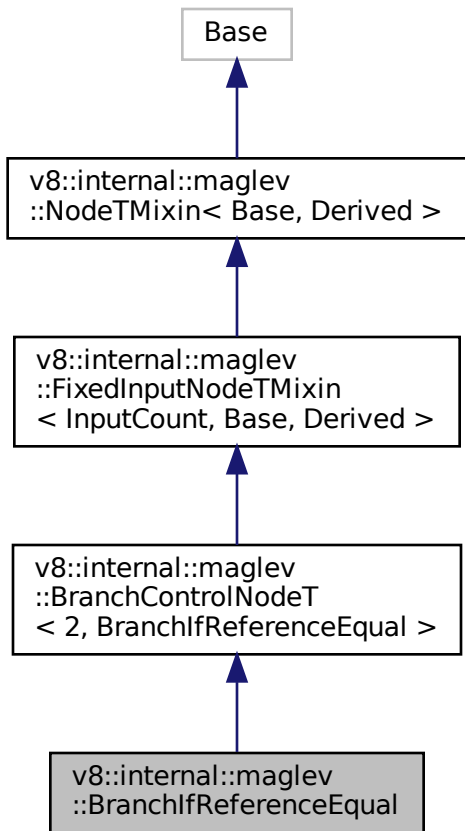 Base
v8::internal::maglev
::NodeTMixin< Base, Derived >
v8::internal::maglev
::FixedInputNodeTMixin
< InputCount, Base, Derived >
v8::internal::maglev
::BranchControlNodeT
< 2, BranchIfReferenceEqual >
v8::internal::maglev
::BranchIfReferenceEqual